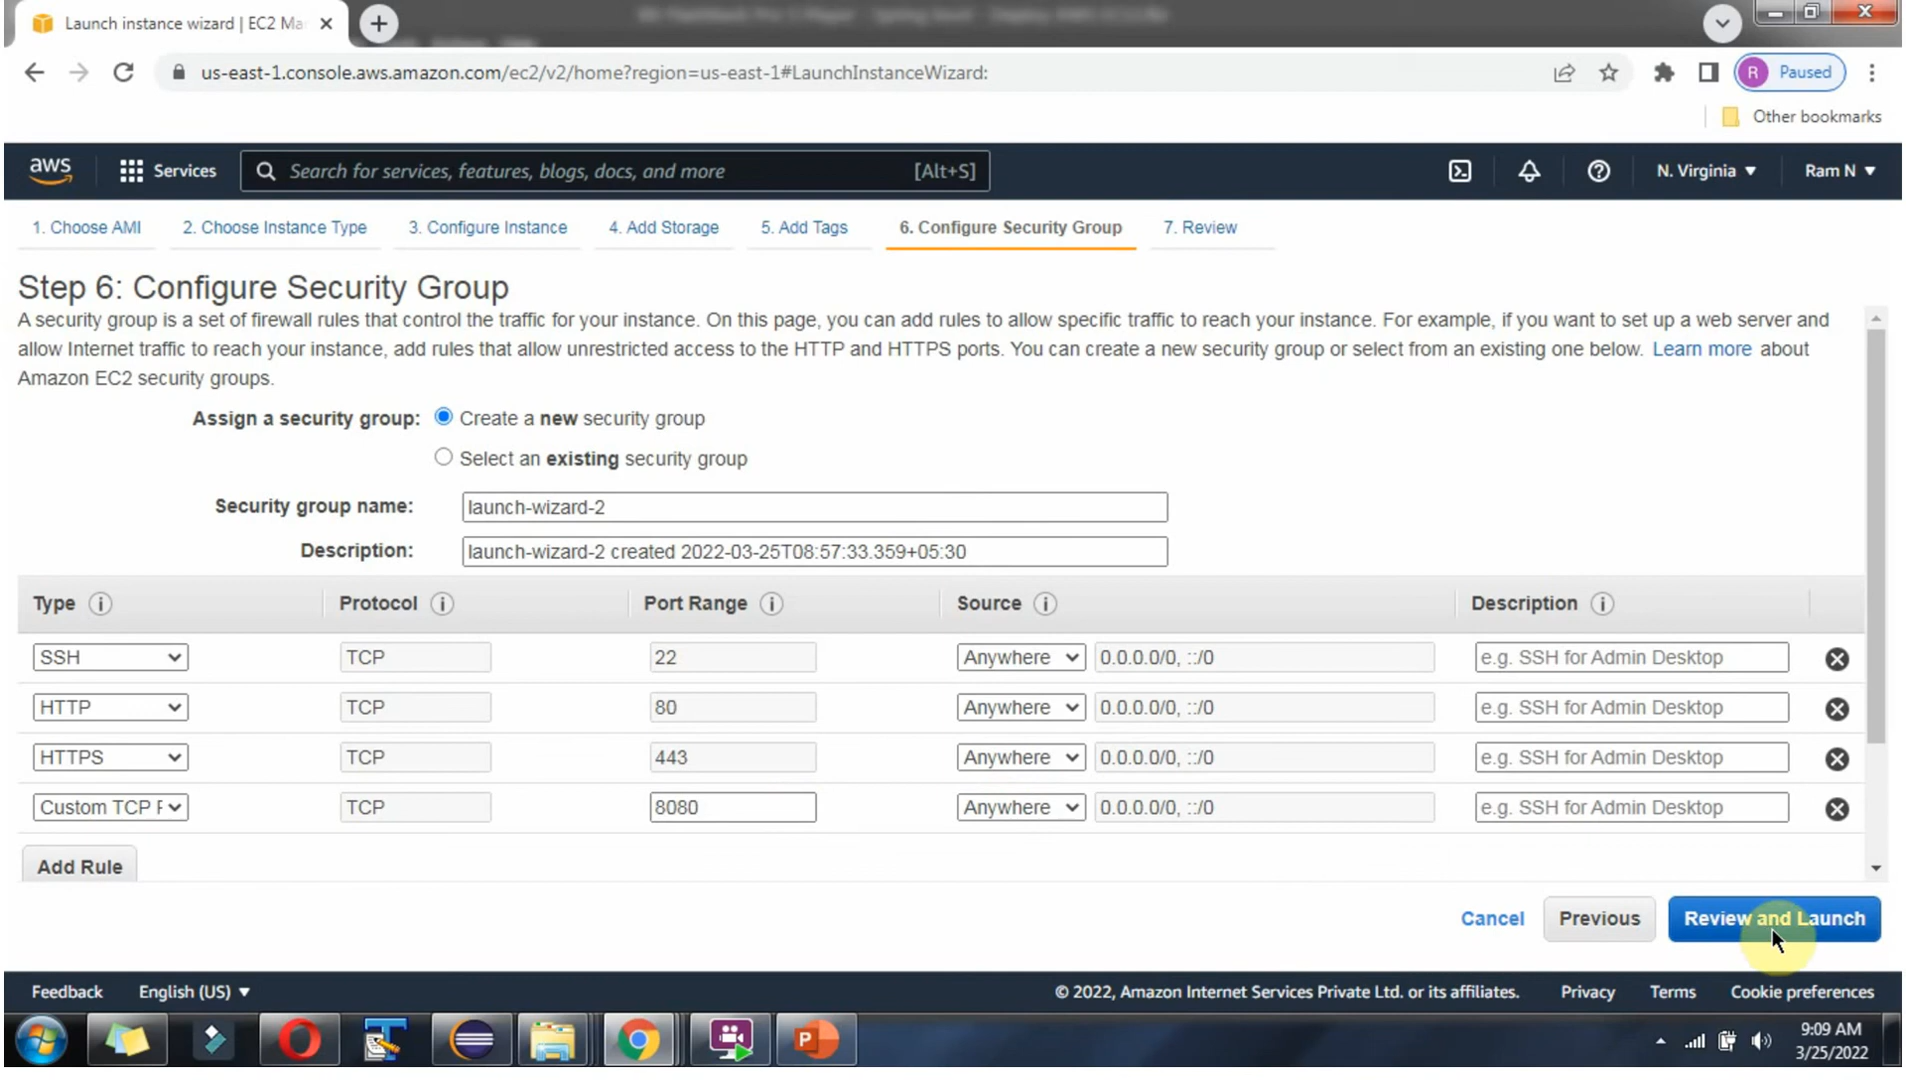 Launch instance wizard | EC2 Ma
us-east-1.console.aws.amazon.com/ec2/v2/home?region=us-east-1#LaunchInstanceWizard:
R Paused
Other bookmarks
aws Services Search for services, features, blogs, docs, and more [Alt+S] N. Virginia Ram N
1. Choose AMI 2. Choose Instance Type 3. Configure Instance 4. Add Storage 5. Add Tags 6. Configure Security Group 7. Review
Step 6: Configure Security Group
A security group is a set of firewall rules that control the traffic for your instance. On this page, you can add rules to allow specific traffic to reach your instance. For example, if you want to set up a web server and
allow Internet traffic to reach your instance, add rules that allow unrestricted access to the HTTP and HTTPS ports. You can create a new security group or select from an existing one below. Learn more about
Amazon EC2 security groups.
Assign a security group: Create a new security group
Select an existing security group
Security group name: launch-wizard-2
Description: launch-wizard-2 created 2022-03-25T08:57:33.359+05:30
Type Protocol Port Range Source Description
SSH TCP 22 Anywhere 0.0.0.0/0, ::/0 e.g. SSH for Admin Desktop
HTTP TCP 80 Anywhere 0.0.0.0/0, ::/0 e.g. SSH for Admin Desktop
HTTPS TCP 443 Anywhere 0.0.0.0/0, ::/0 e.g. SSH for Admin Desktop
Custom TCP F TCP 8080 Anywhere 0.0.0.0/0, ::/0 e.g. SSH for Admin Desktop
Add Rule
Cancel Previous Review and Launch
Feedback English (US) © 2022, Amazon Internet Services Private Ltd. or its affiliates. Privacy Terms Cookie preferences
9:09 AM
3/25/2022